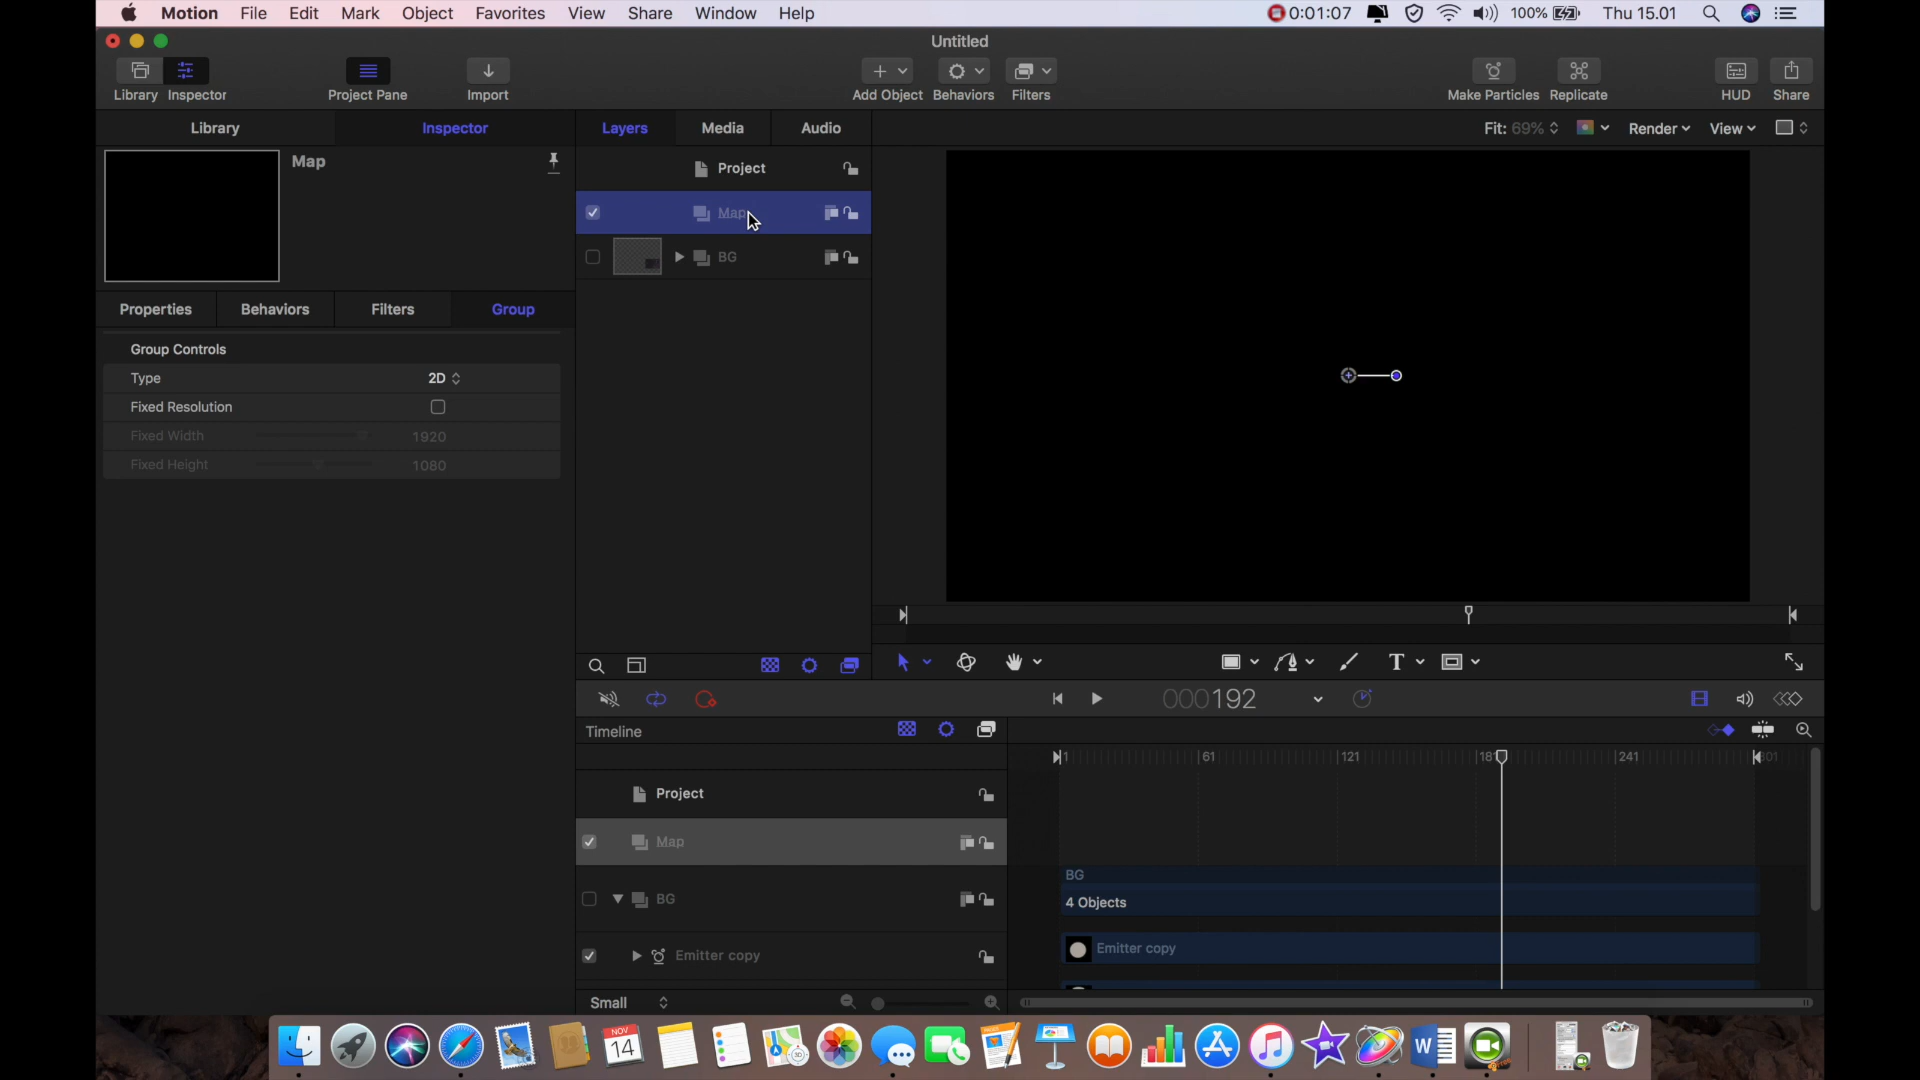 Motion File Edit Mark Object Favorites View Share Window Help 0:01:07 100% Thu 15.01
Untitled
Library Inspector Project Pane Import Add Object Behaviors Filters Make Particles Replicate HUD Share
Library Inspector Layers Media Audio Fit: 69% Render View
Map
Project
Map
BG
Properties Behaviors Filters Group
Group Controls
Type 2D
Fixed Resolution
Fixed Width 1920
Fixed Height 1080
T
000192
Timeline
1 61 121 241 301
Project
Map
BG
4 Objects
BG
Emitter copy
Emitter copy
Small
NOV
14
3D
W